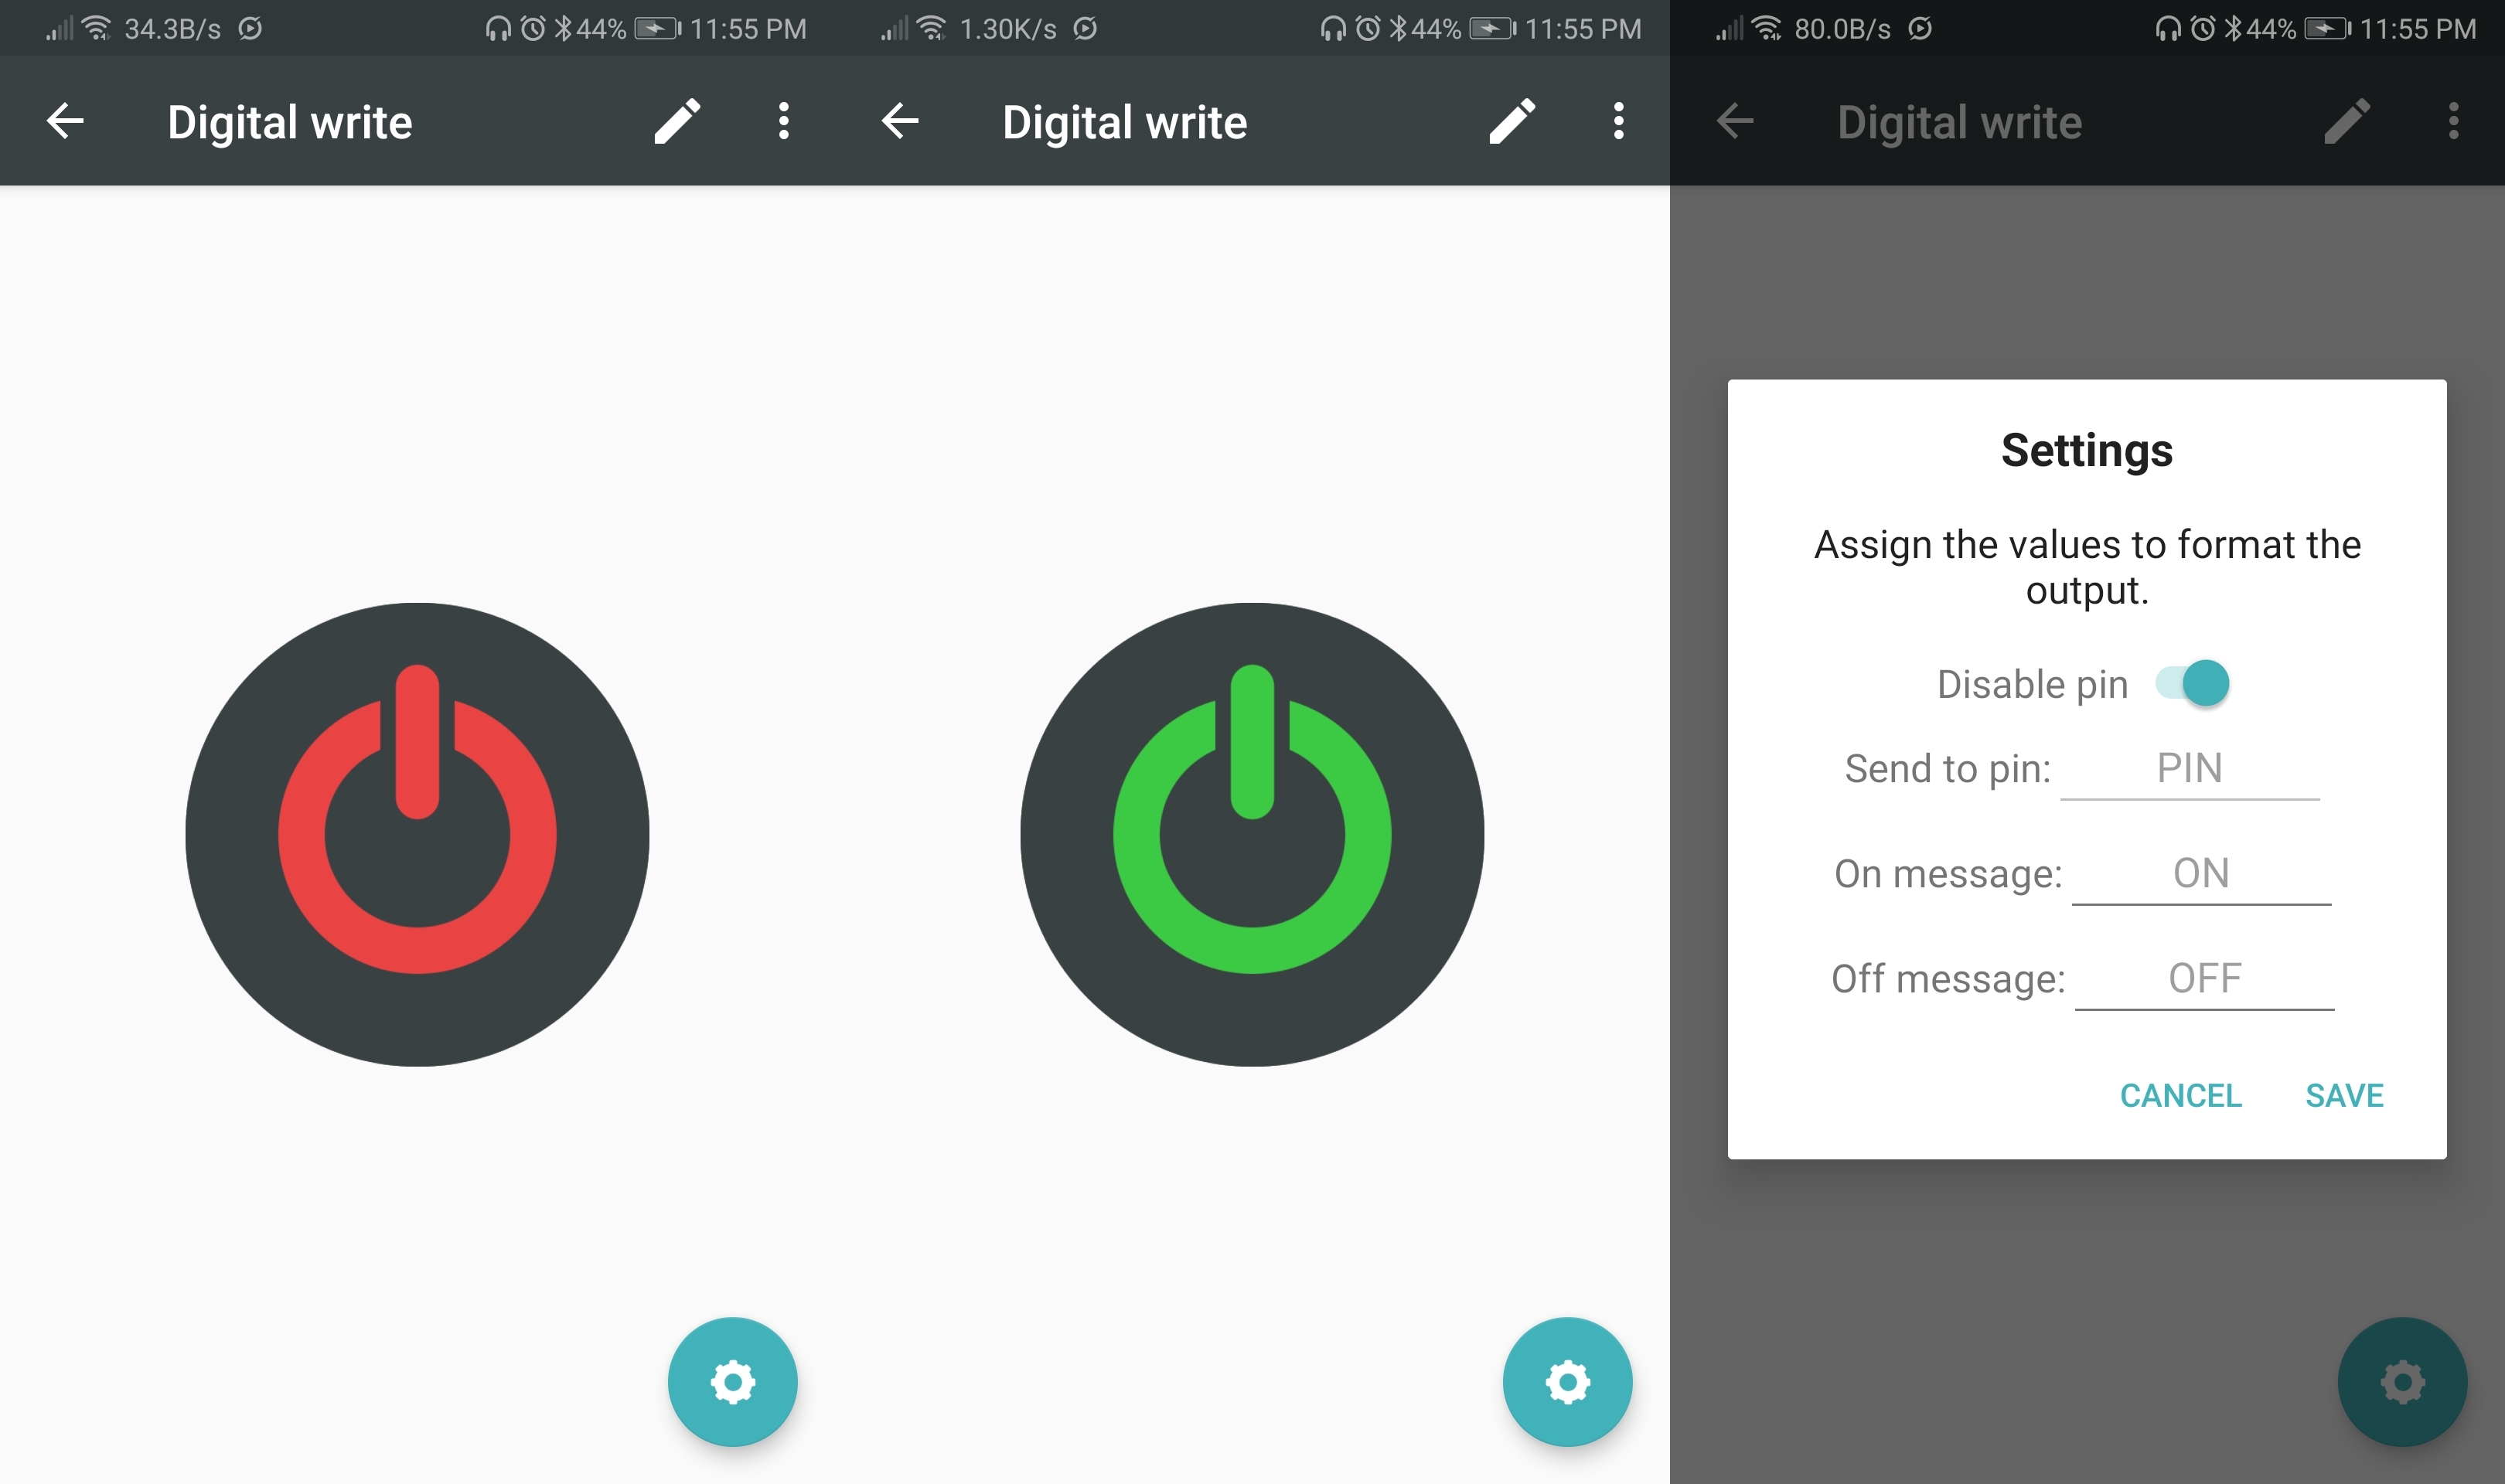 34.3B/s 44% 11:55 PM
Digital write
1.30K/s 44% 11:55 PM
Digital write
80.0B/s 44% 11:55 PM
Digital write
Settings
Assign the values to format the
output.
Disable pin
Send to pin: PIN
On message: ON
Off message: OFF
CANCEL SAVE